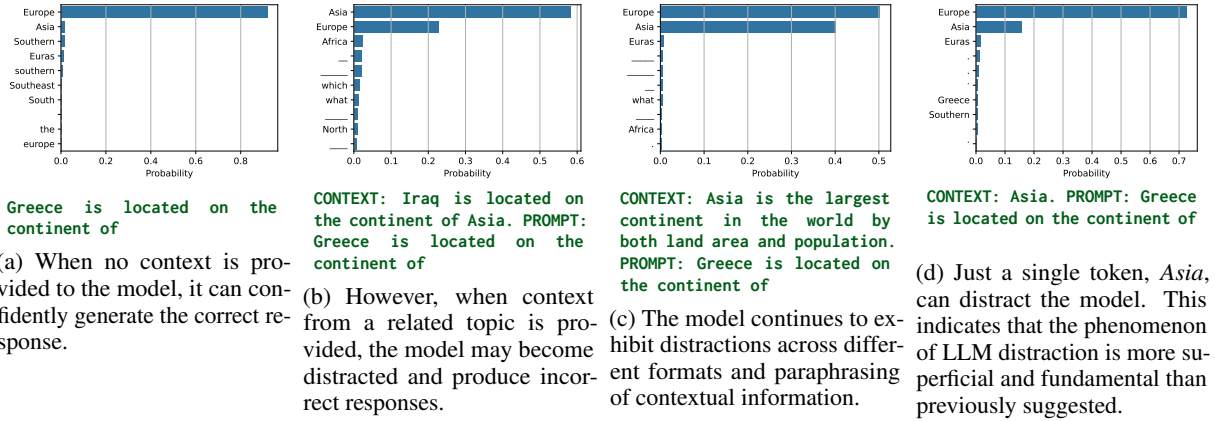 Europe
Asia
Southern
Euras
southern
Southeast
South
the
europe
0.0 0.2 0.4 0.6 0.8
Probability
Greece is located on the
continent of
(a) When no context is pro-
vided to the model, it can con-
fidently generate the correct re-
sponse.
Asia
Europe
Africa
__
_____
which
what
____
North
___
0.0 0.1 0.2 0.3 0.4 0.5 0.6
Probability
CONTEXT: Iraq is located on
the continent of Asia. PROMPT:
Greece is located on the
continent of
(b) However, when context
from a related topic is pro-
vided, the model may become
distracted and produce incor-
rect responses.
Europe
Asia
Euras
____
_____
__
what
___
Africa
.
0.0 0.1 0.2 0.3 0.4 0.5
Probability
CONTEXT: Asia is the largest
continent in the world by
both land area and population.
PROMPT: Greece is located on
the continent of
(c) The model continues to ex-
hibit distractions across differ-
ent formats and paraphrasing
of contextual information.
Europe
Asia
Euras
.
.
.
Greece
Southern
.
0.0 0.1 0.2 0.3 0.4 0.5 0.6 0.7
Probability
CONTEXT: Asia. PROMPT: Greece
is located on the continent of
(d) Just a single token, Asia,
can distract the model. This
indicates that the phenomenon
of LLM distraction is more su-
perficial and fundamental than
previously suggested.